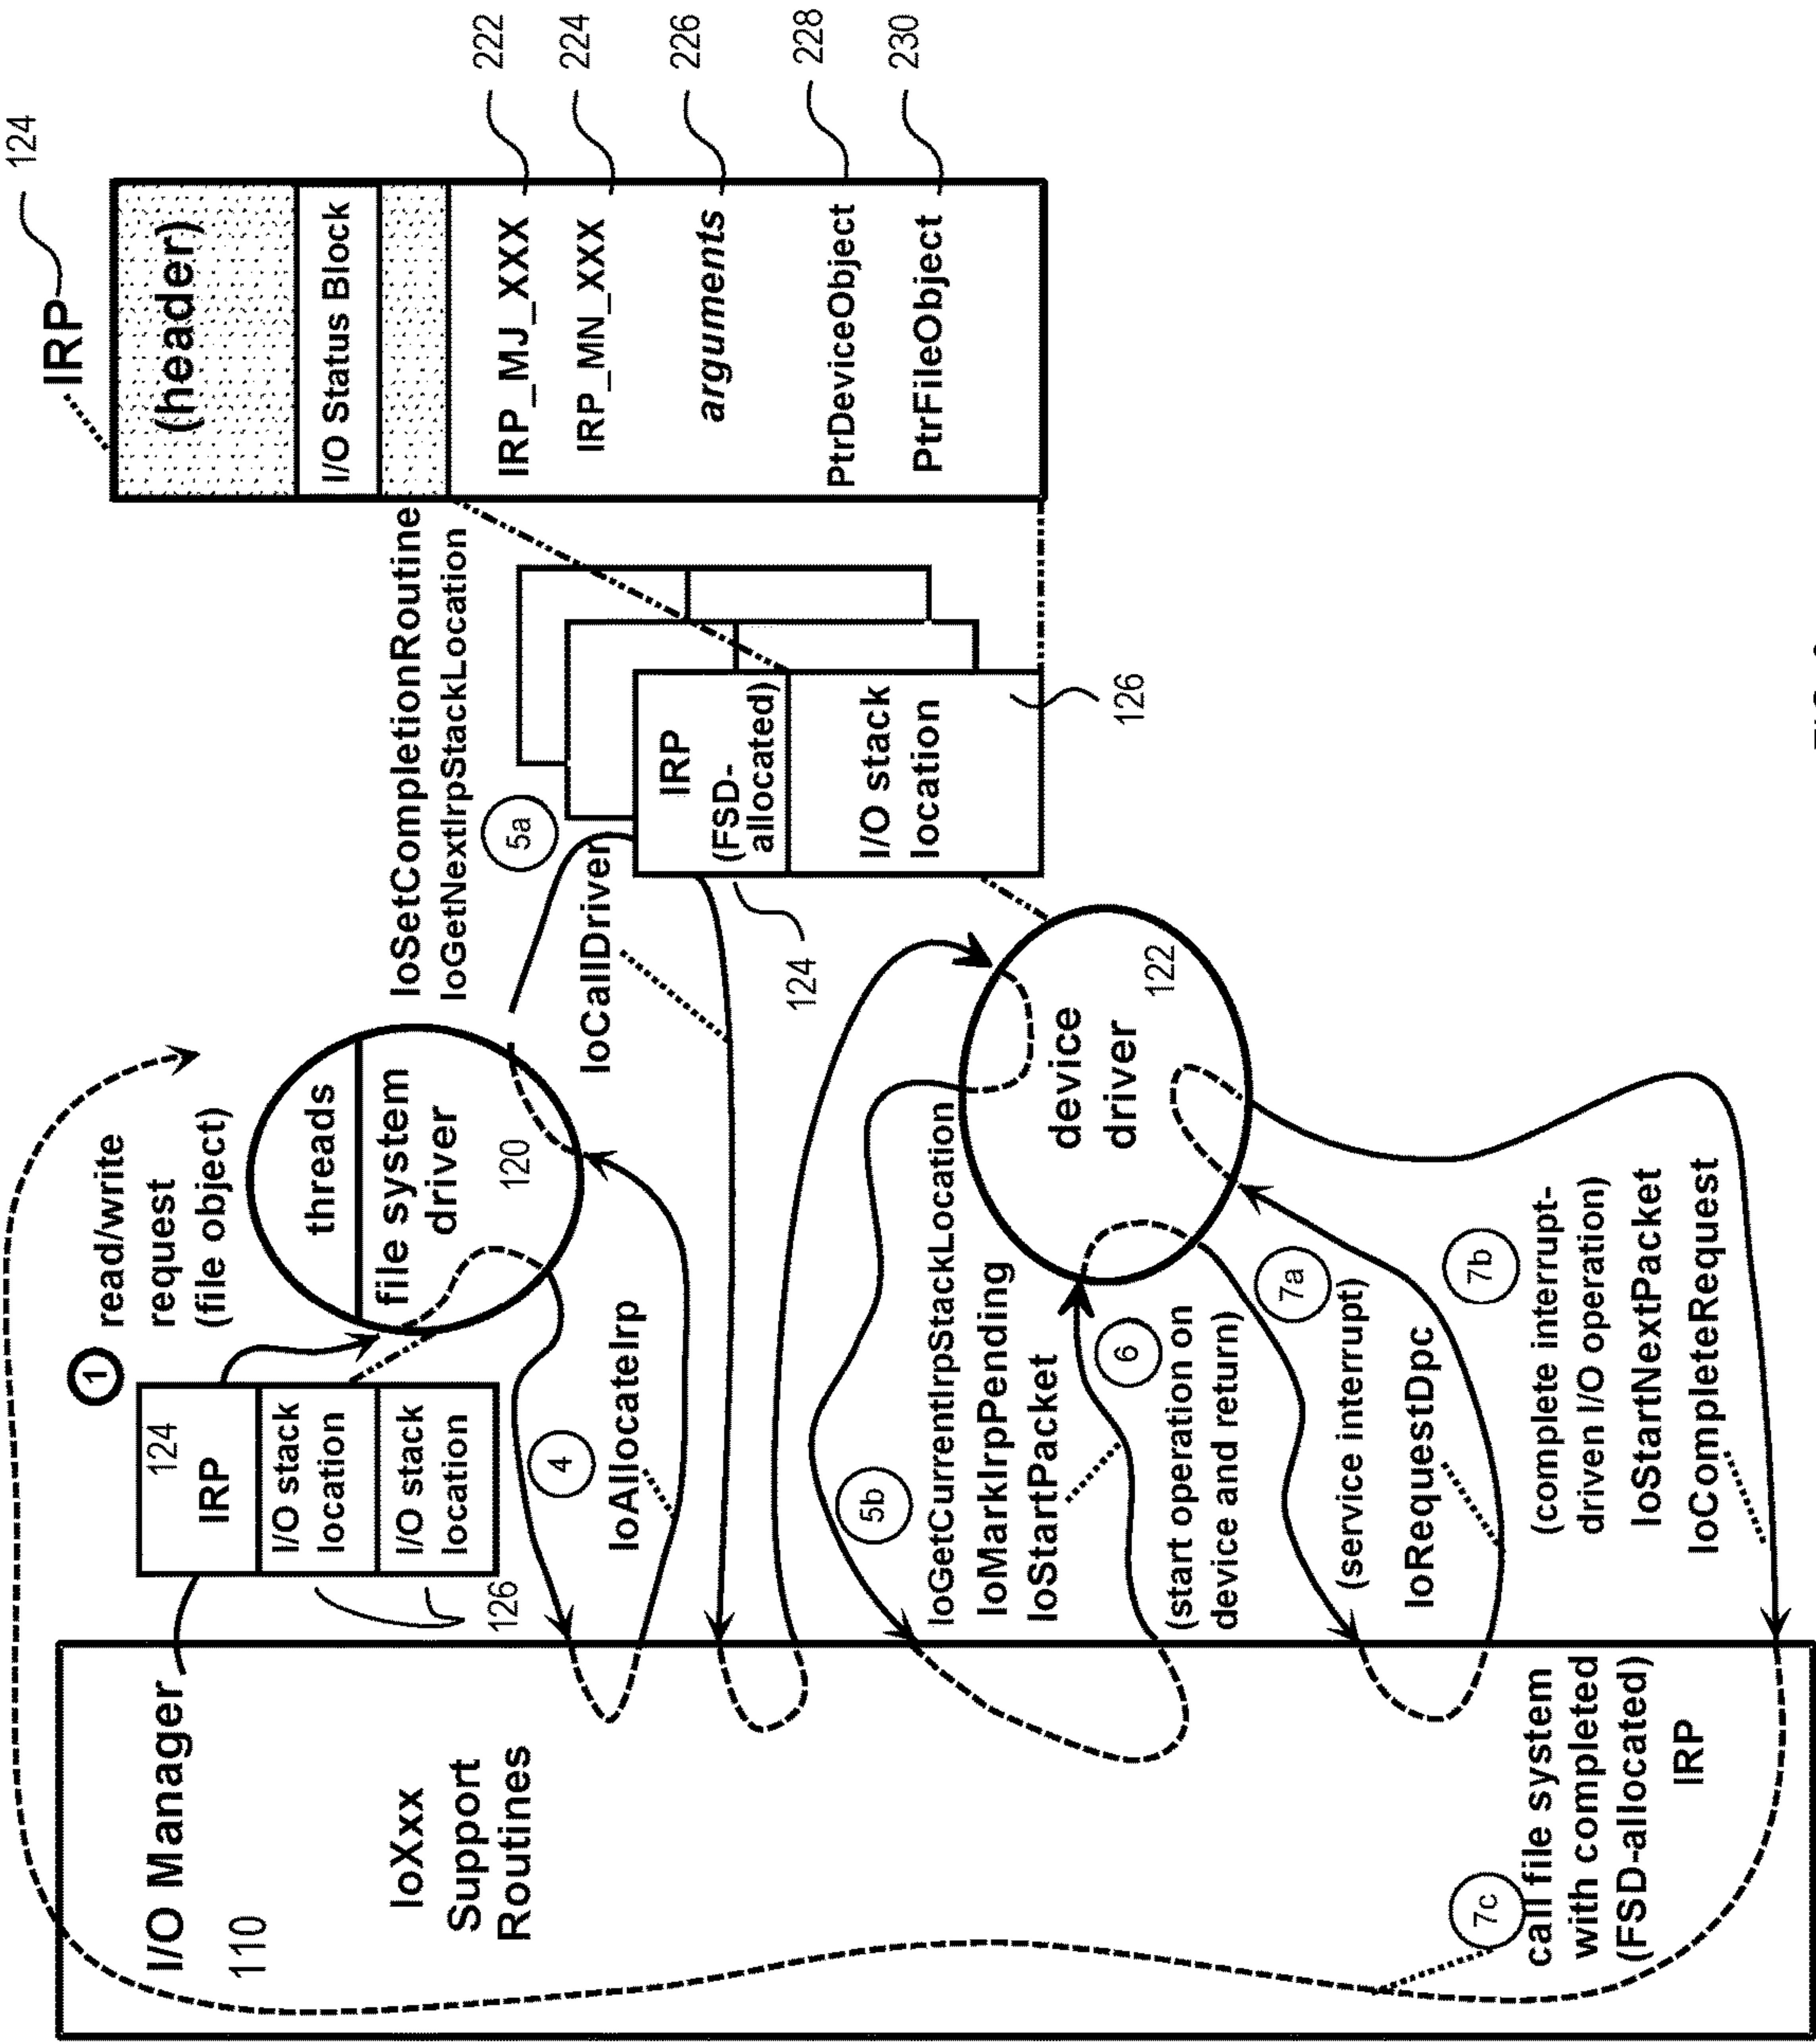 I/O Manager
110
IoXxx
Support
Routines
call file system
with completed
(FSD-allocated)
IRP
7c
1
read/write
request
(file object)
124
IRP
I/O stack
location
I/O stack
location
126
threads
file system
driver
120
4
IoAllocateIrp
IoSetCompletionRoutine
IoGetNextIrpStackLocation
5a
IoCallDriver
IRP
(FSD-
allocated)
I/O stack
location
124
126
5b
IoGetCurrentIrpStackLocation
IoMarkIrpPending
IoStartPacket
device
driver
122
6
(start operation on
device and return)
7a
(service interrupt)
IoRequestDpc
7b
(complete interrupt-
driven I/O operation)
IoStartNextPacket
IoCompleteRequest
IRP
124
(header)
I/O Status Block
IRP_MJ_XXX
222
IRP_MN_XXX
224
arguments
226
PtrDeviceObject
228
PtrFileObject
230